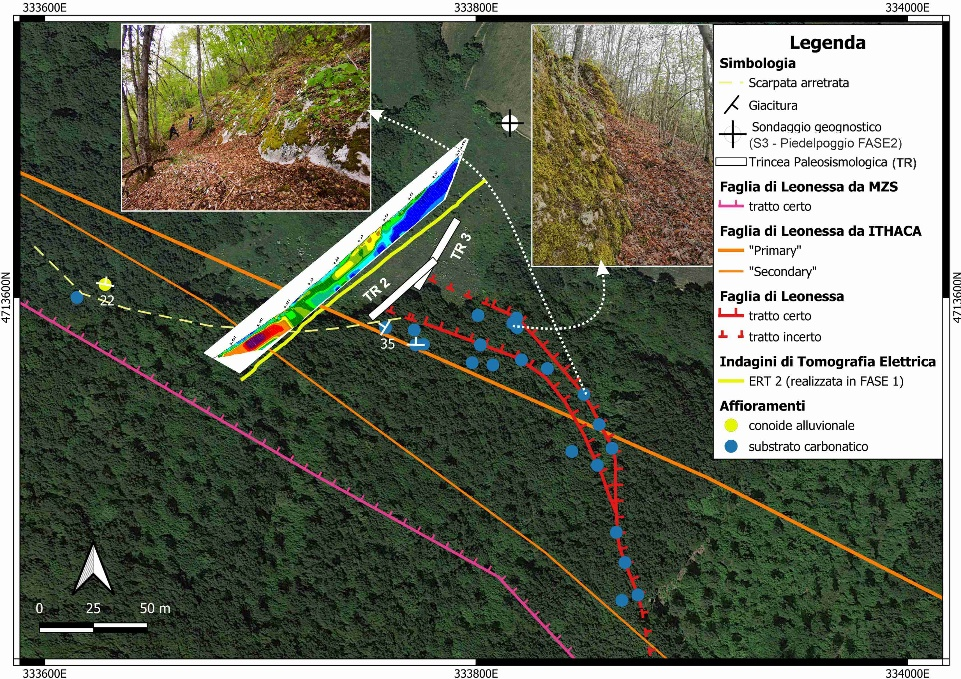 333600E
333800E
334000E
4713600N
4713600N
22
35
TR 2
TR 3
0 25 50 m
333600E
333800E
334000E
Legenda
Simbologia
Scarpata arretrata
Giacitura
Sondaggio geognostico
(S3 - Piedelpoggio FASE2)
Trincea Paleosismologica (TR)
Faglia di Leonessa da MZS
tratto certo
Faglia di Leonessa da ITHACA
"Primary"
"Secondary"
Faglia di Leonessa
tratto certo
tratto incerto
Indagini di Tomografia Elettrica
ERT 2 (realizzata in FASE 1)
Affioramenti
conoide alluvionale
substrato carbonatico